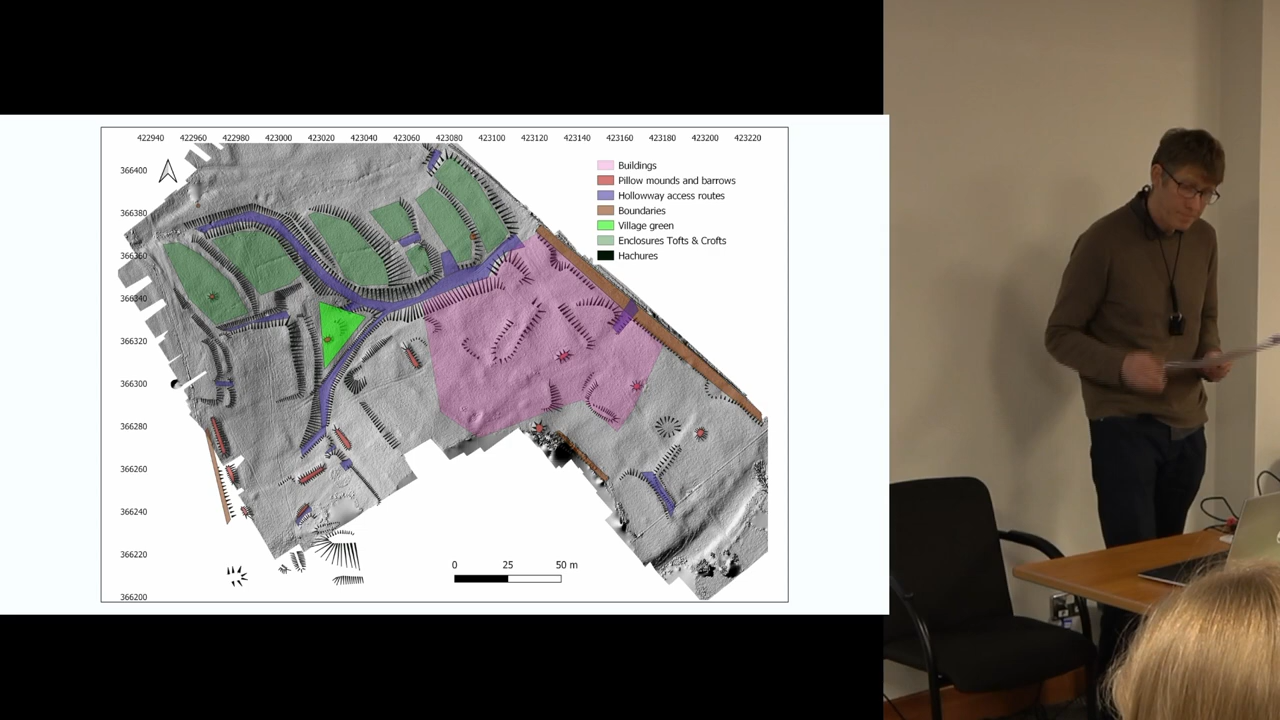 422940 422960 422980 423000 423020 423040 423060 423080 423100 423120 423140 423160 423180 423200 423220
366400
366380
366360
366340
366320
366300
366280
366260
366240
366220
366200
Buildings
Pillow mounds and barrows
Hollowway access routes
Boundaries
Village green
Enclosures Tofts & Crofts
Hachures
0 25 50 m